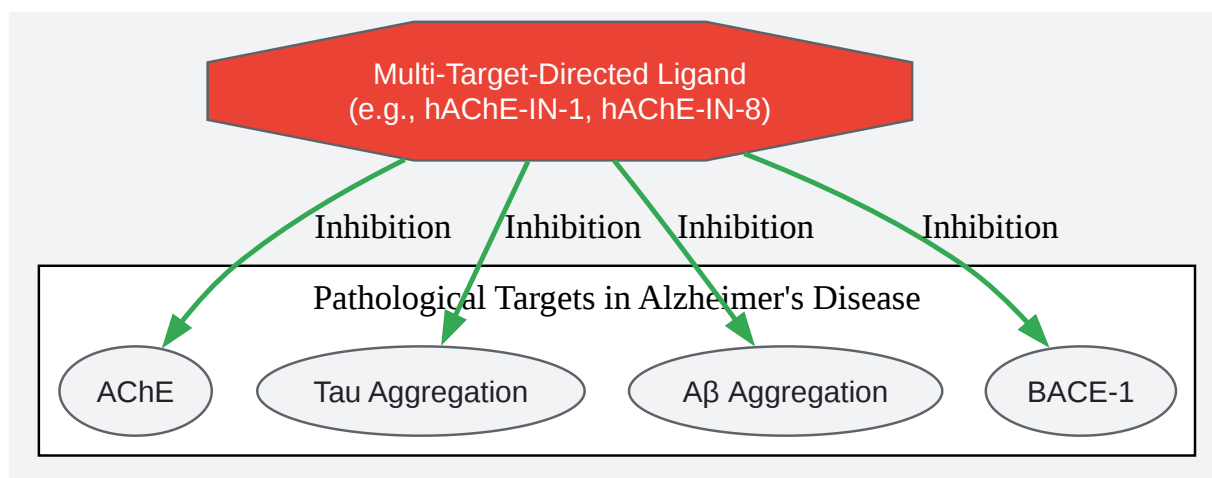 Multi-Target-Directed Ligand
(e.g., hAChE-IN-1, hAChE-IN-8)
Inhibition
Inhibition
Inhibition
Inhibition
Pathological Targets in Alzheimer's Disease
AChE
Tau Aggregation
Aβ Aggregation
BACE-1